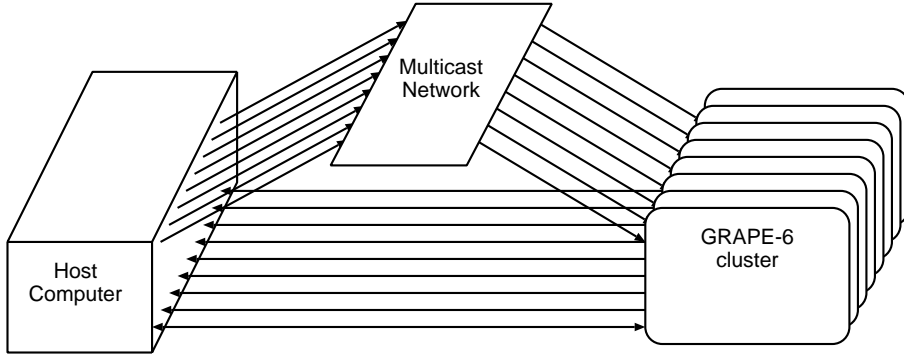 Multicast
Network
GRAPE-6
cluster
Host
Computer